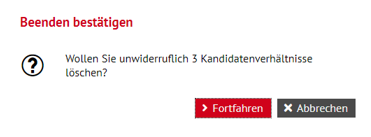 Beenden bestätigen
Wollen Sie unwiderruflich 3 Kandidatenverhältnisse
löschen?
Fortfahren
Abbrechen